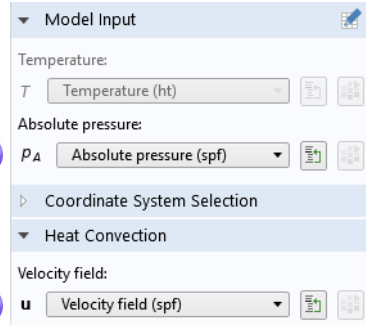 Model Input
Temperature:
T Temperature (ht)
Absolute pressure:
pA Absolute pressure (spf)
Coordinate System Selection
Heat Convection
Velocity field:
u Velocity field (spf)